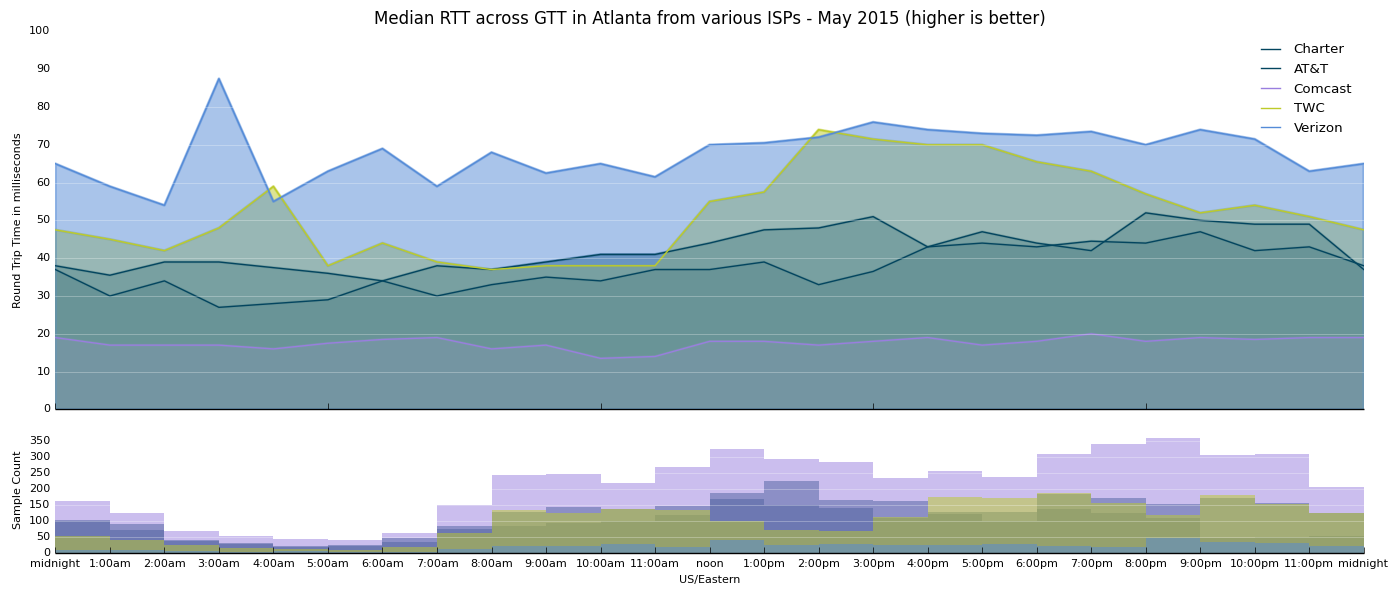 Median RTT across GTT in Atlanta from various ISPs - May 2015 (higher is better)
100
90
80
70
60
50
40
30
20
10
0
Round Trip Time in milliseconds
Charter
AT&T
Comcast
TWC
Verizon
350
300
250
200
150
100
50
0
Sample Count
midnight 1:00am 2:00am 3:00am 4:00am 5:00am 6:00am 7:00am 8:00am 9:00am 10:00am 11:00am noon 1:00pm 2:00pm 3:00pm 4:00pm 5:00pm 6:00pm 7:00pm 8:00pm 9:00pm 10:00pm 11:00pm midnight
US/Eastern